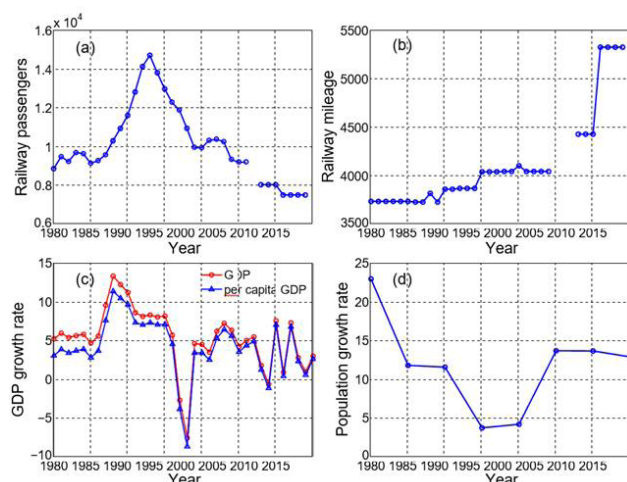 x 10⁴
(a)
Railway passengers
1.6
1.4
1.2
1.0
0.8
0.6
1980 1985 1990 1995 2000 2005 2010 2015
Year
(b)
Railway mileage
5500
5000
4500
4000
3500
1980 1985 1990 1995 2000 2005 2010 2015
Year
(c)
GDP
per capita GDP
GDP growth rate
15
10
5
0
-5
-10
1980 1985 1990 1995 2000 2005 2010 2015
Year
(d)
Population growth rate
25
20
15
10
5
0
1980 1985 1990 1995 2000 2005 2010 2015
Year